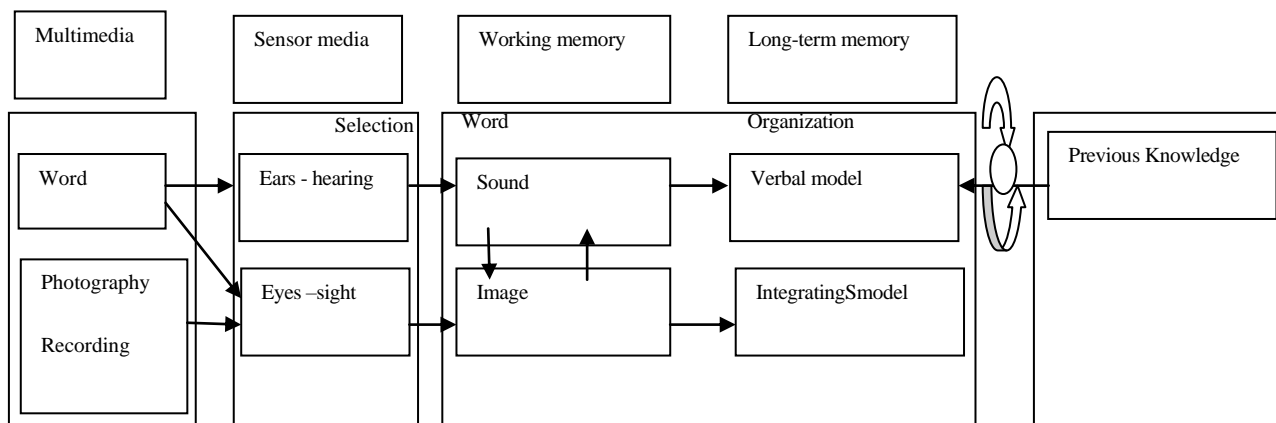 Multimedia
Sensor media
Working memory
Long-term memory
Selection
Word
Organization
Word
Ears - hearing
Sound
Verbal model
Previous Knowledge
Photography
Recording
Eyes –sight
Image
IntegratingSmodel